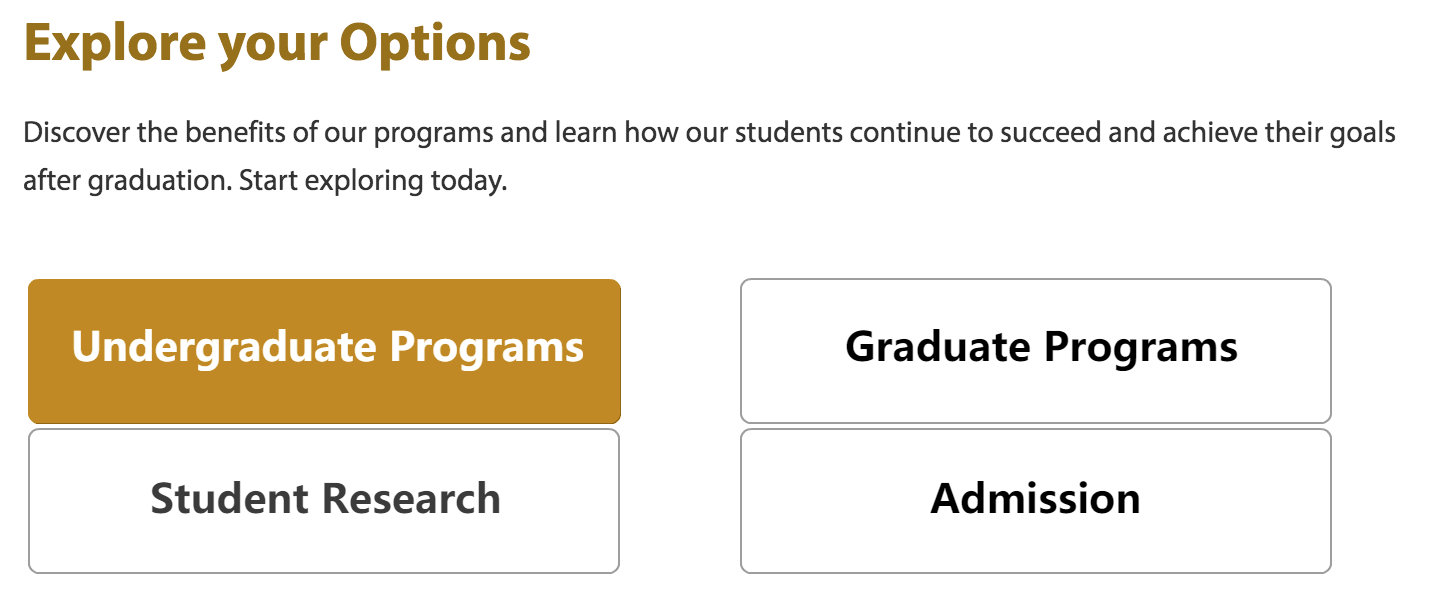 Explore your Options
Discover the benefits of our programs and learn how our students continue to succeed and achieve their goals
after graduation. Start exploring today.
Undergraduate Programs
Graduate Programs
Student Research
Admission